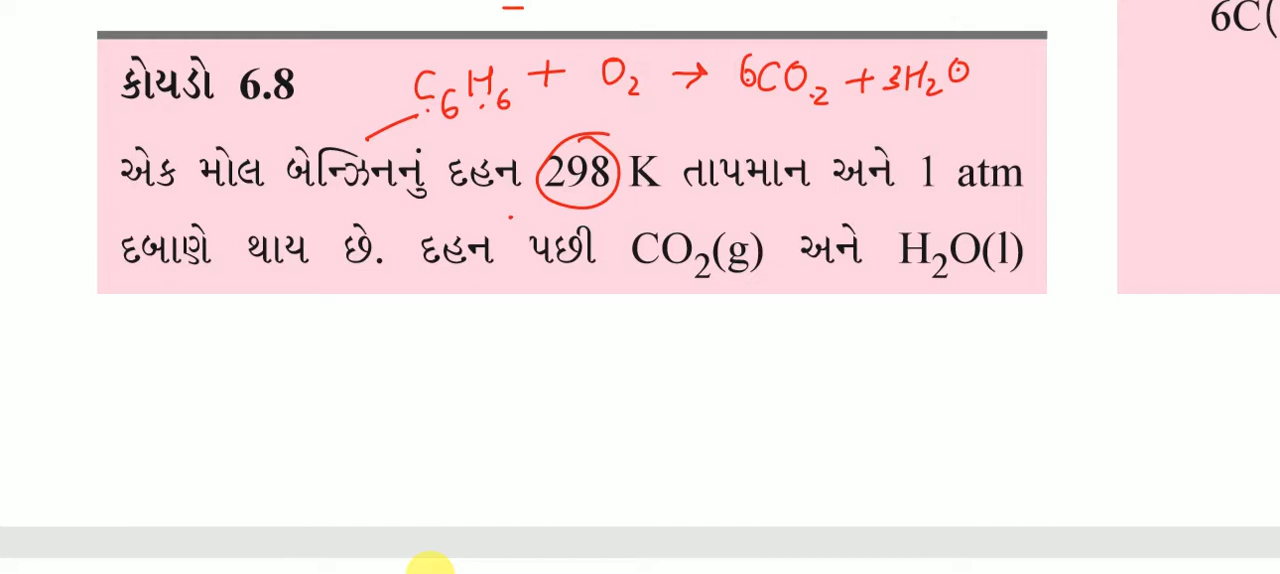 6C(
કોયડો 6.8
C₆H₆ + O₂ → 6CO₂ + 3H₂O
એક મોલ બેન્ઝિનનું દહન 298 K તાપમાન અને 1 atm
દબાણે થાય છે. દહન પછી CO₂(g) અને H₂O(l)